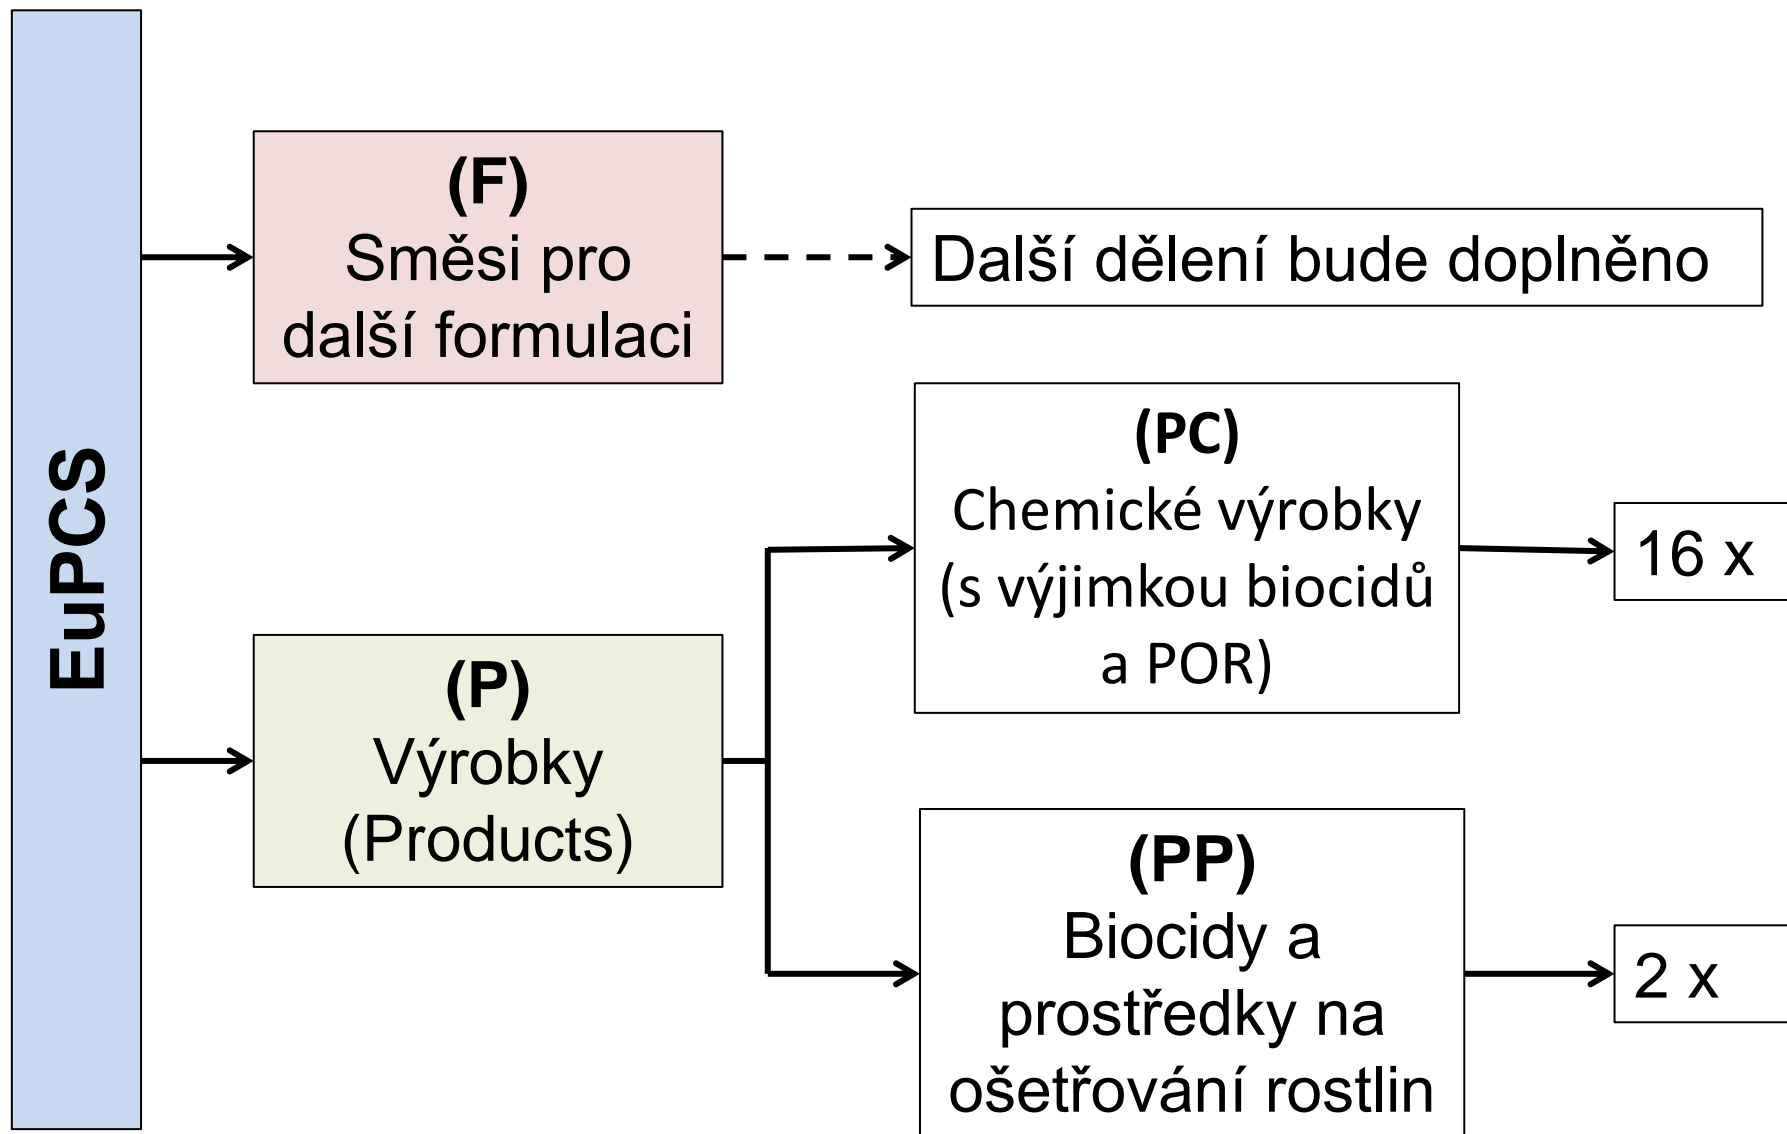 EuPCS
(F)
Směsi pro
další formulaci
Další dělení bude doplněno
(P)
Výrobky
(Products)
(PC)
Chemické výrobky
(s výjimkou biocidů
a POR)
16 x
(PP)
Biocidy a
prostředky na
ošetřování rostlin
2 x